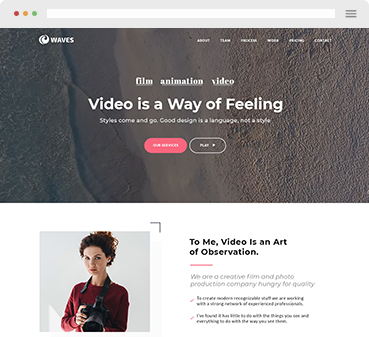 WAVES
ABOUT TEAM PROCESS WORK PRICING CONTACT
film animation video
Video is a Way of Feeling
Styles come and go. Good design is a language, not a style
OUR SERVICES PLAY
To Me, Video Is an Art
of Observation.
We are a creative film and photo
production company hungry for quality
To create modern recognizable stuff we are working
with a strong network of experienced professionals.
I've found it has little to do with the things you see and
everything to do with the way you see them.